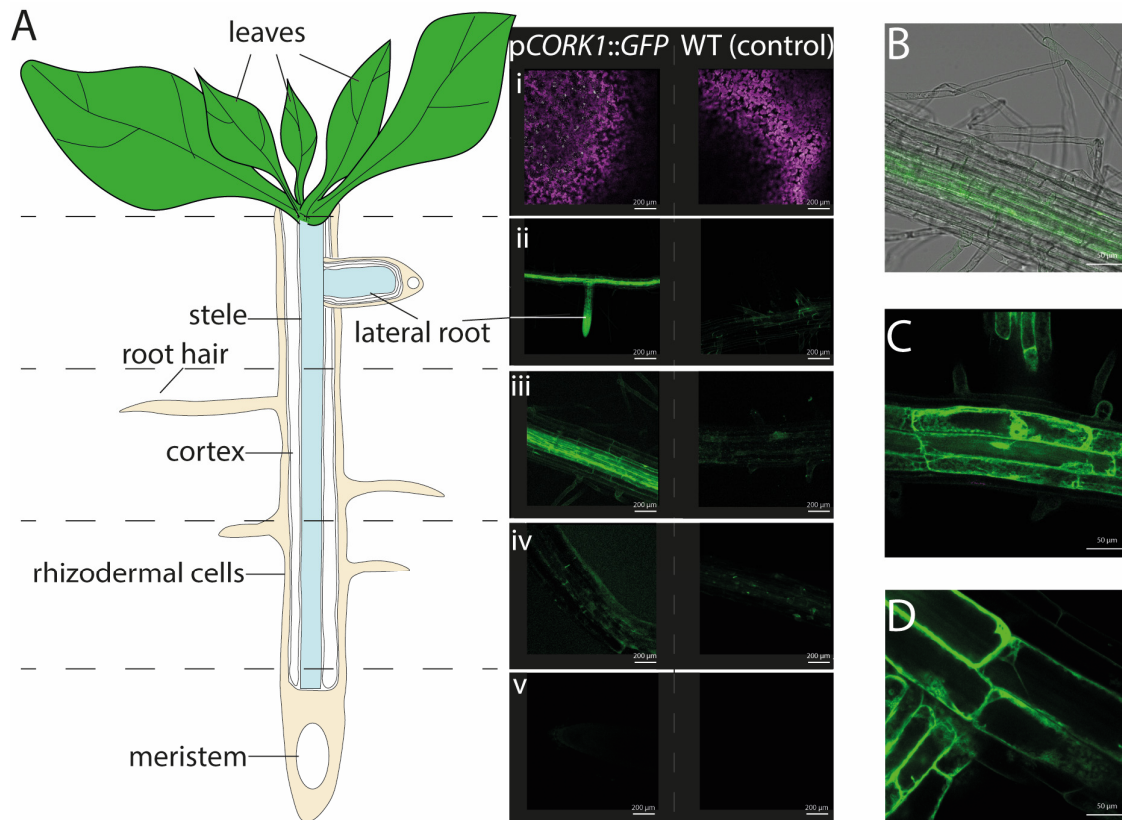 A
leaves
stele
root hair
cortex
rhizodermal cells
meristem
lateral root
pCORK1::GFP
WT (control)
i
200 µm
200 µm
ii
200 µm
200 µm
iii
200 µm
200 µm
iv
200 µm
200 µm
v
200 µm
200 µm
B
50 µm
C
50 µm
D
50 µm